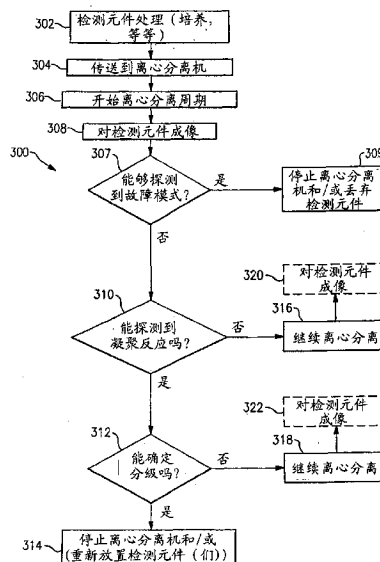 302
检测元件处理(培养,
等等)
304
传送到离心分离机
306
开始离心分离周期
308
对检测元件成像
300
307
能够探测
到故障模式?
是
309
停止离心分离
机和/或丢弃
检测元件
否
320
对检测元件
成像
310
能探测到
凝聚反应吗?
否
316
继续离心分离
是
322
对检测元件
成像
312
能确定
分级吗?
否
318
继续离心分离
是
314
停止离心分离机和/或
(重新放置检测元件(们))